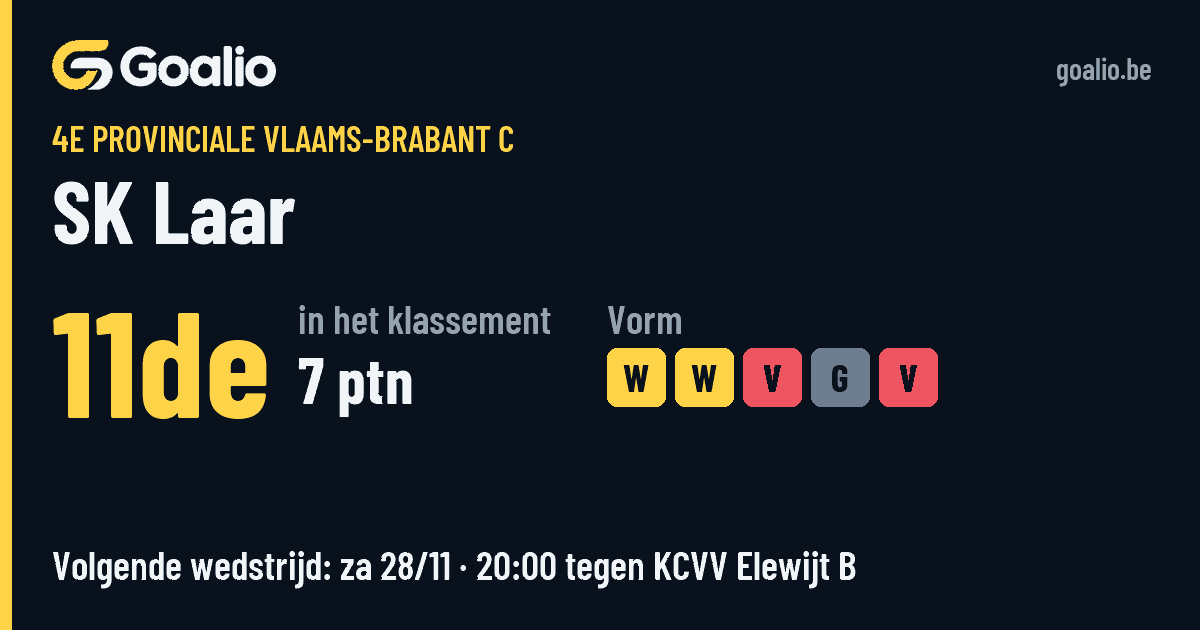 Goalio
goalio.be
4E PROVINCIALE VLAAMS-BRABANT C
SK Laar
11de
in het klassement
7 ptn
Vorm
W W V G V
Volgende wedstrijd: za 28/11 · 20:00 tegen KCVV Elewijt B